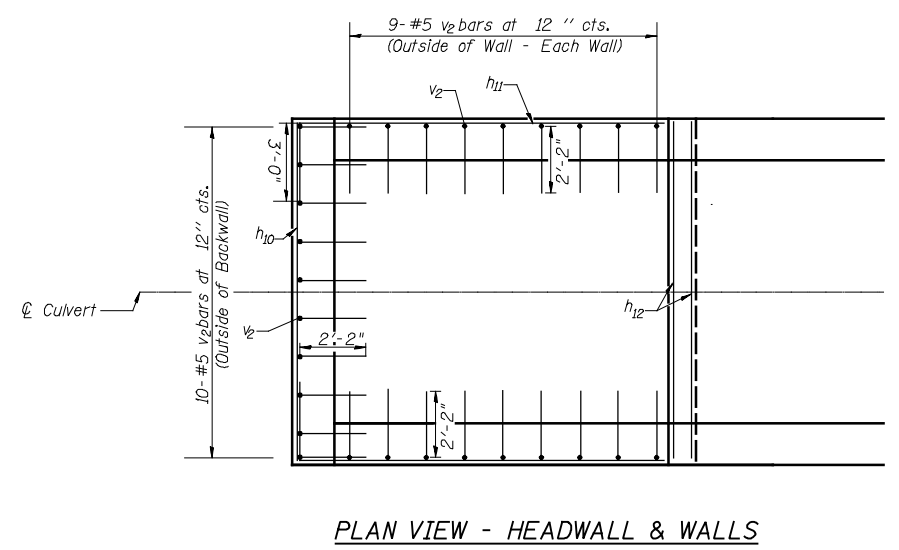 9-#5 v2 bars at 12 '' cts.
(Outside of Wall - Each Wall)
v2
h11
3'-0"
2'-2"
10-#5 v2 bars at 12'' cts.
(Outside of Backwall)
h10
℄ Culvert
v2
2'-2"
h12
2'-2"
PLAN VIEW - HEADWALL & WALLS